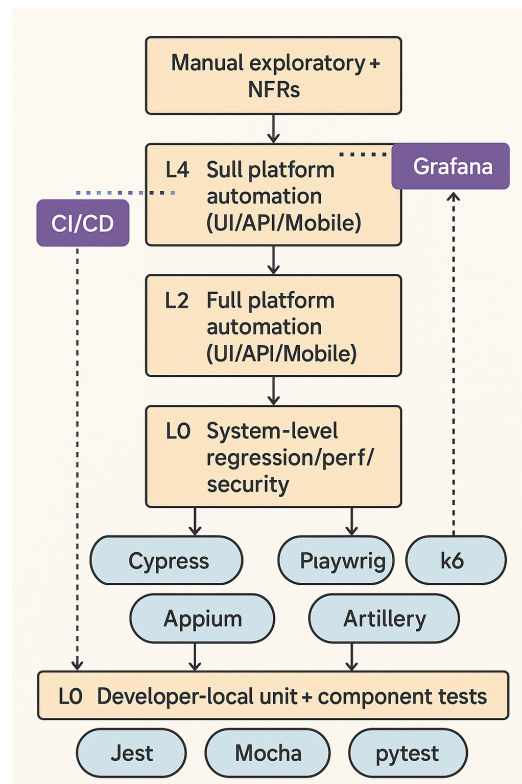 Manual exploratory +
NFRs
L4 Sull platform
automation
(UI/API/Mobile)
Grafana
CI/CD
L2 Full platform
automation
(UI/API/Mobile)
L0 System-level
regression/perf/
security
Cypress
Pıaywrig
k6
Appium
Artillery
L0 Developer-local unit + component tests
Jest
Mocha
pytest